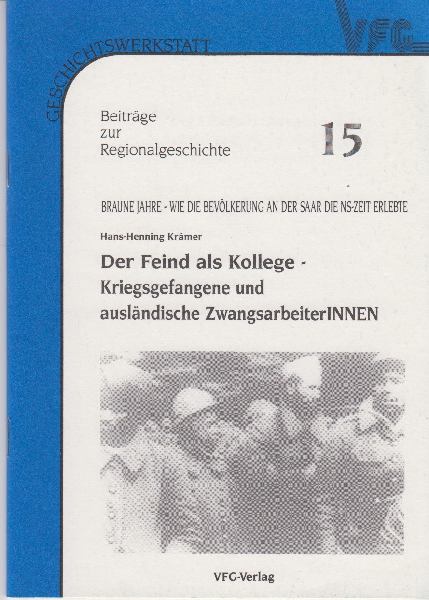 GESCHICHTSWERKSTATT
VFG
Beiträge
zur
Regionalgeschichte
15
BRAUNE JAHRE - WIE DIE BEVÖLKERUNG AN DER SAAR DIE NS-ZEIT ERLEBTE
Hans-Henning Krämer
Der Feind als Kollege -
Kriegsgefangene und
ausländische ZwangsarbeiterINNEN
VFG-Verlag